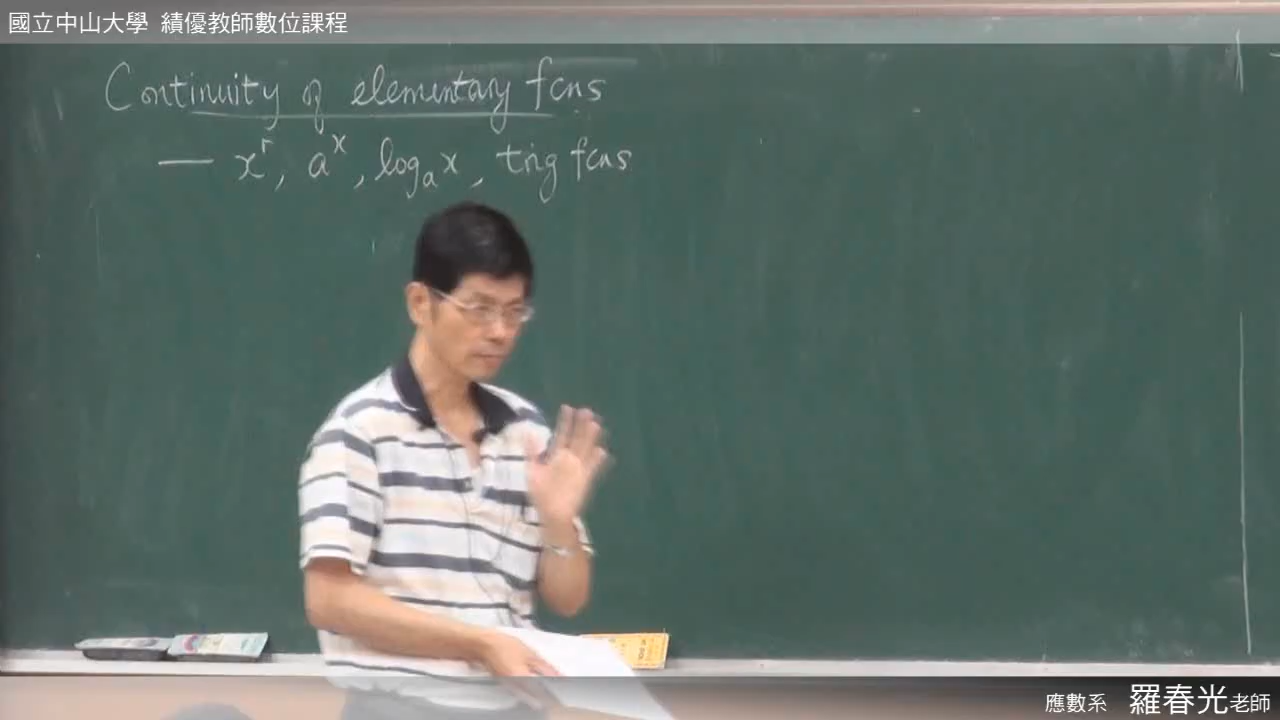 國立中山大學 績優教師數位課程
Continuity of elementary fcns
— x^r, a^x, log_a x, trig fcns
應數系 羅春光老師